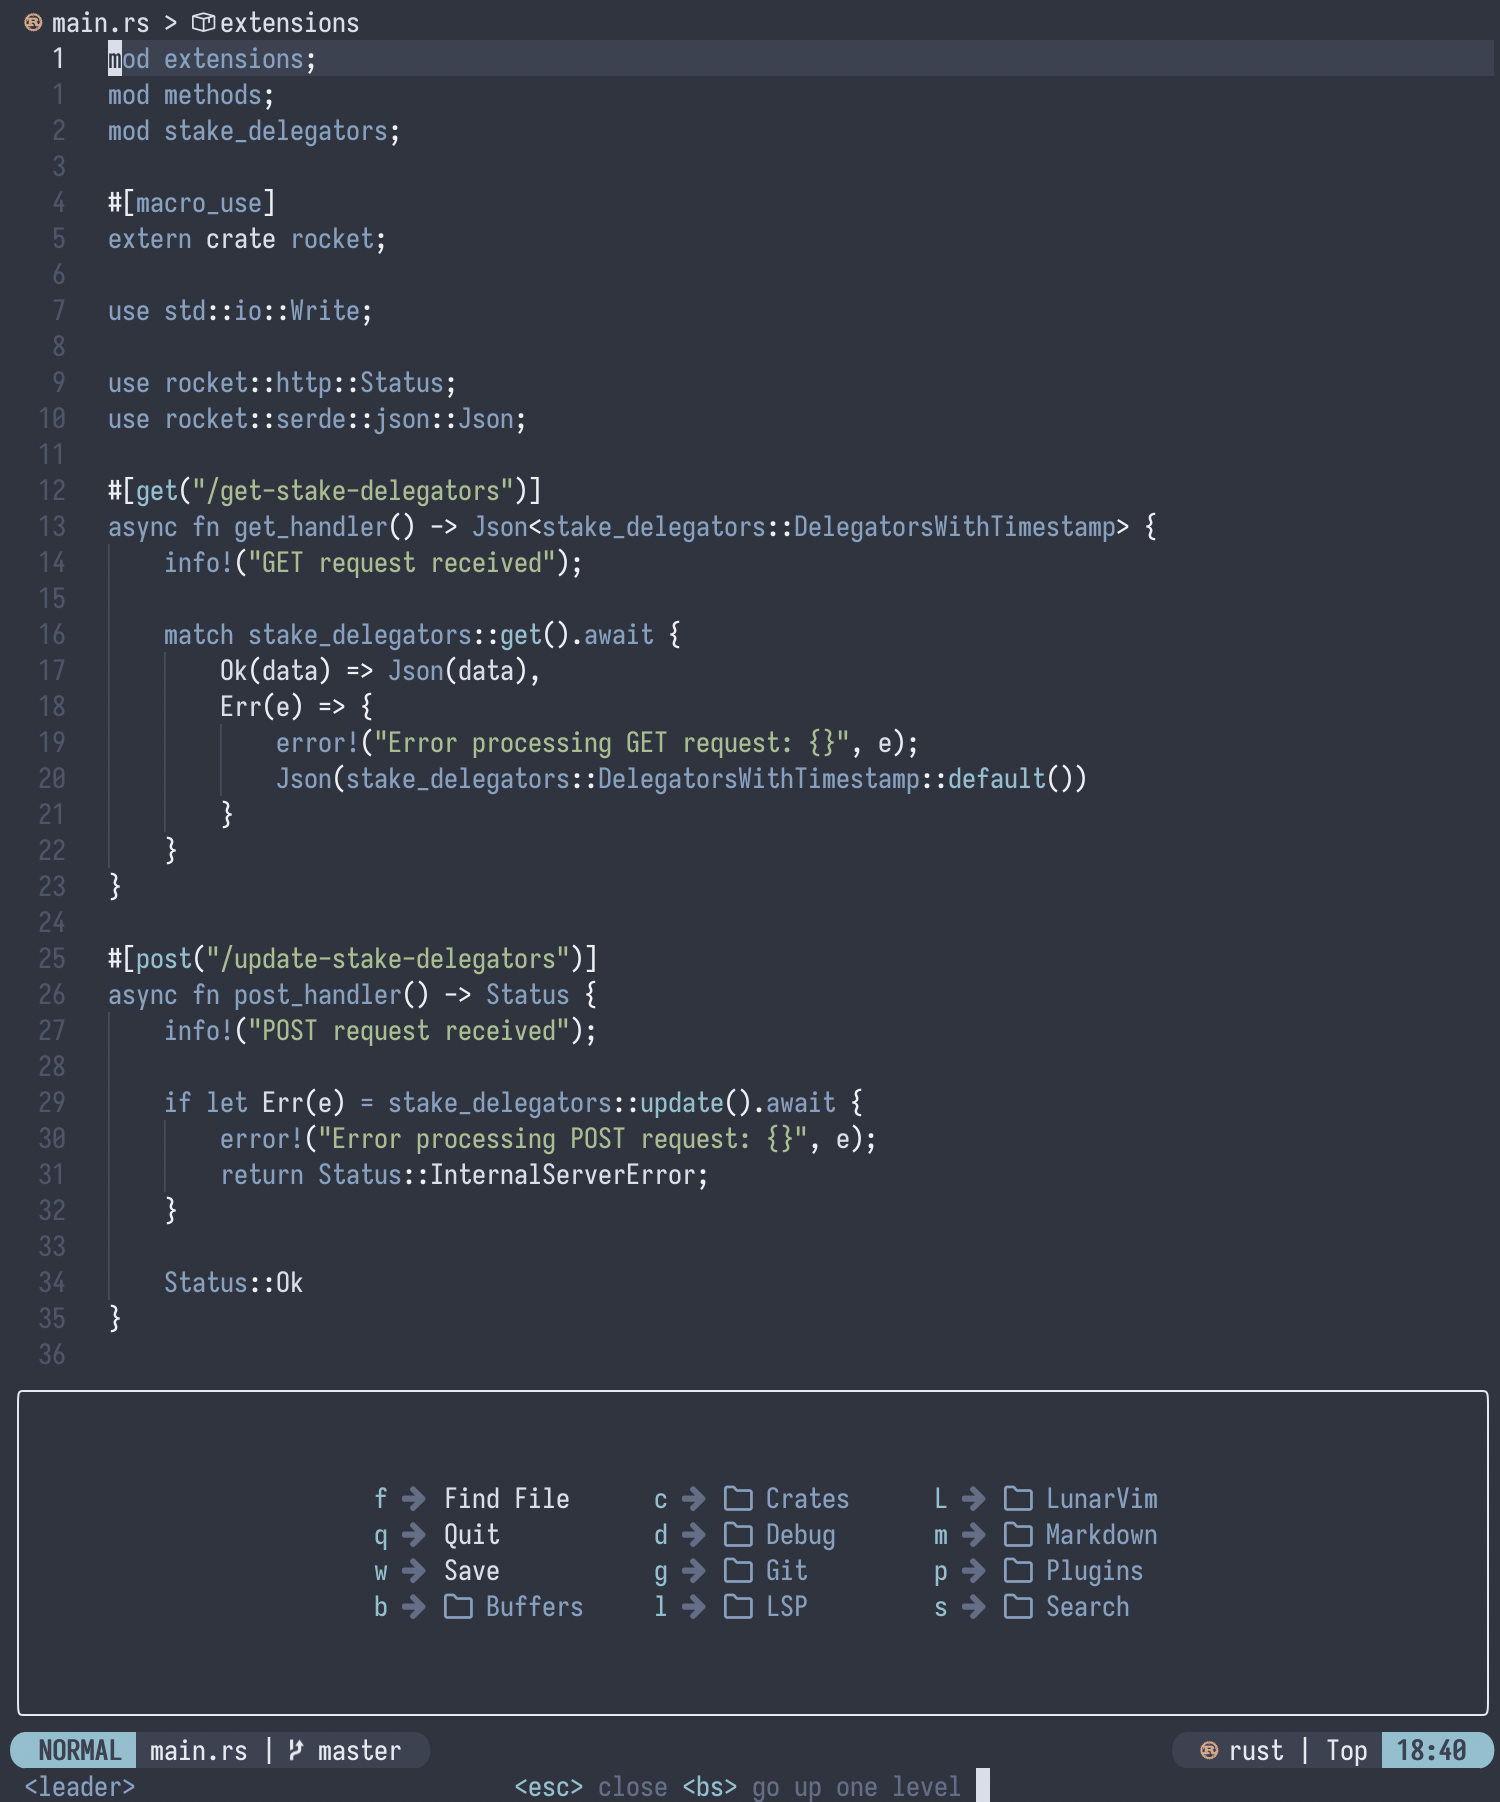 main.rs > extensions
1 mod extensions;
1 mod methods;
2 mod stake_delegators;
3
4 #[macro_use]
5 extern crate rocket;
6
7 use std::io::Write;
8
9 use rocket::http::Status;
10 use rocket::serde::json::Json;
11
12 #[get("/get-stake-delegators")]
13 async fn get_handler() -> Json<stake_delegators::DelegatorsWithTimestamp> {
14     info!("GET request received");
15
16     match stake_delegators::get().await {
17         Ok(data) => Json(data),
18         Err(e) => {
19             error!("Error processing GET request: {}", e);
20             Json(stake_delegators::DelegatorsWithTimestamp::default())
21         }
22     }
23 }
24
25 #[post("/update-stake-delegators")]
26 async fn post_handler() -> Status {
27     info!("POST request received");
28
29     if let Err(e) = stake_delegators::update().await {
30         error!("Error processing POST request: {}", e);
31         return Status::InternalServerError;
32     }
33
34     Status::Ok
35 }
36
f ➜ Find File c ➜ Crates L ➜ LunarVim
q ➜ Quit d ➜ Debug m ➜ Markdown
w ➜ Save g ➜ Git p ➜ Plugins
b ➜ Buffers l ➜ LSP s ➜ Search
NORMAL main.rs | master rust | Top 18:40
<leader> <esc> close <bs> go up one level